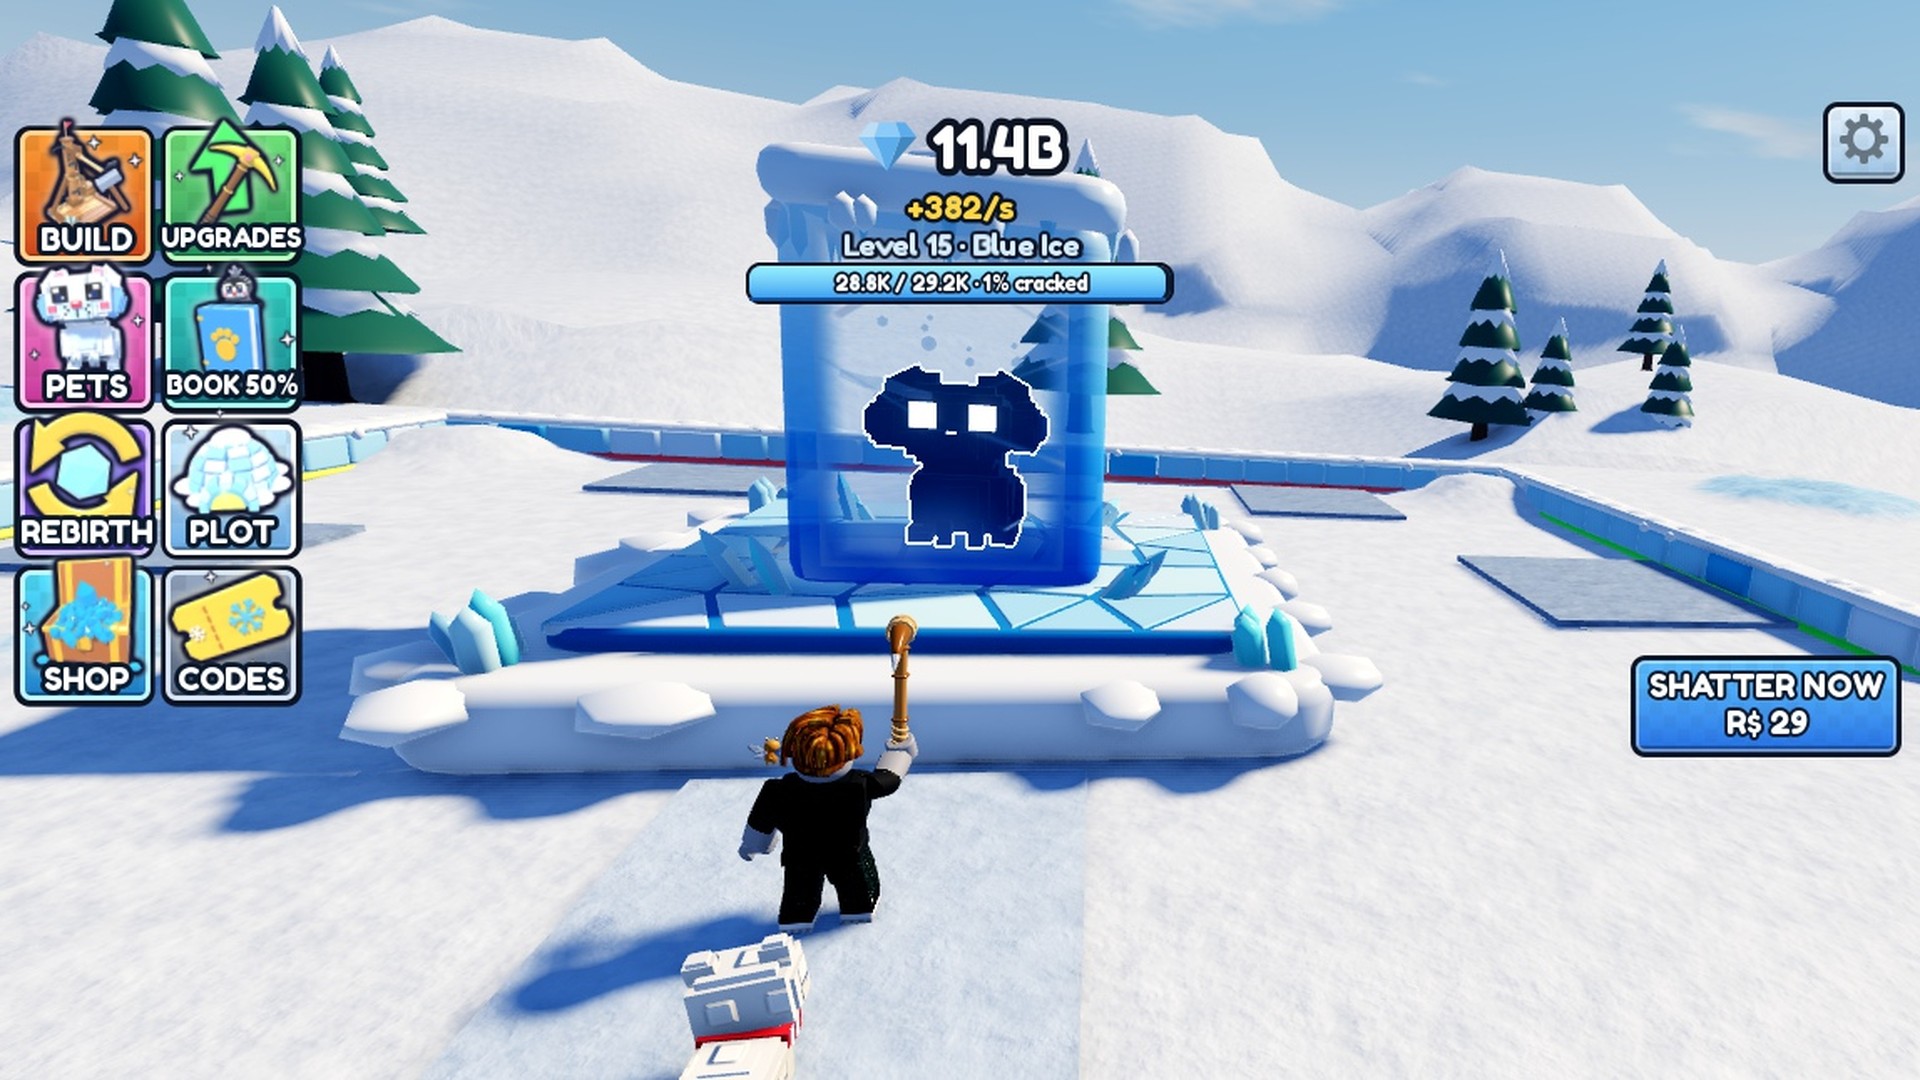 11.4B
+382/s
Level 15 · Blue Ice
28.8K / 29.2K · 1% cracked
BUILD
UPGRADES
PETS
BOOK 50%
REBIRTH
PLOT
SHOP
CODES
SHATTER NOW
R$ 29